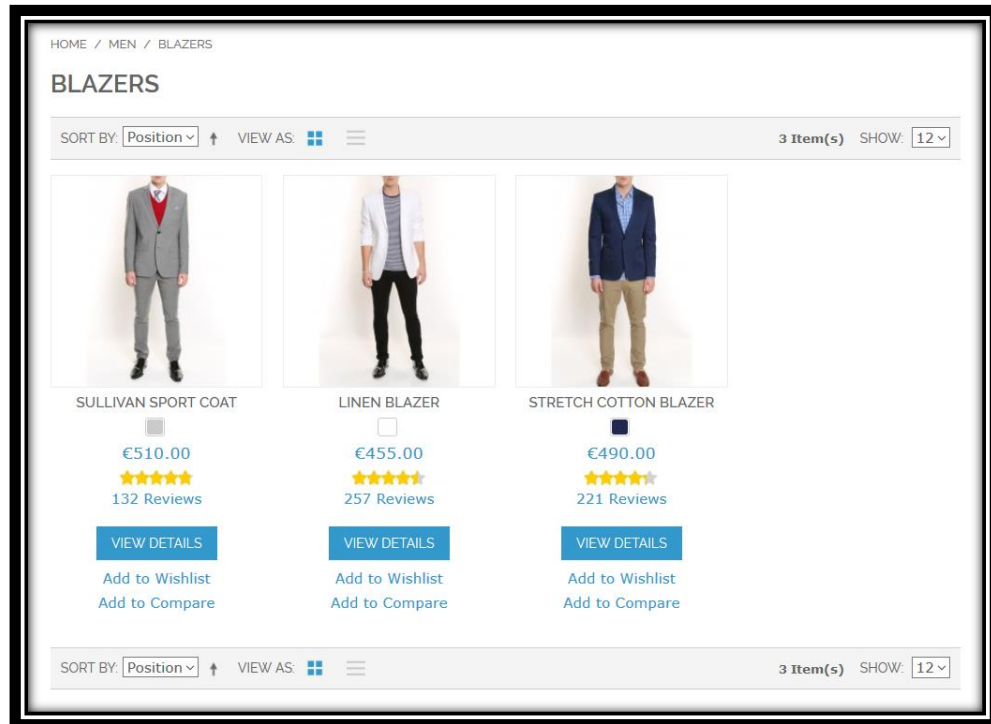 HOME / MEN / BLAZERS
BLAZERS
SORT BY: Position VIEW AS: 3 Item(s) SHOW: 12
SULLIVAN SPORT COAT LINEN BLAZER STRETCH COTTON BLAZER
€510.00 €455.00 €490.00
132 Reviews 257 Reviews 221 Reviews
VIEW DETAILS VIEW DETAILS VIEW DETAILS
Add to Wishlist Add to Wishlist Add to Wishlist
Add to Compare Add to Compare Add to Compare
SORT BY: Position VIEW AS: 3 Item(s) SHOW: 12